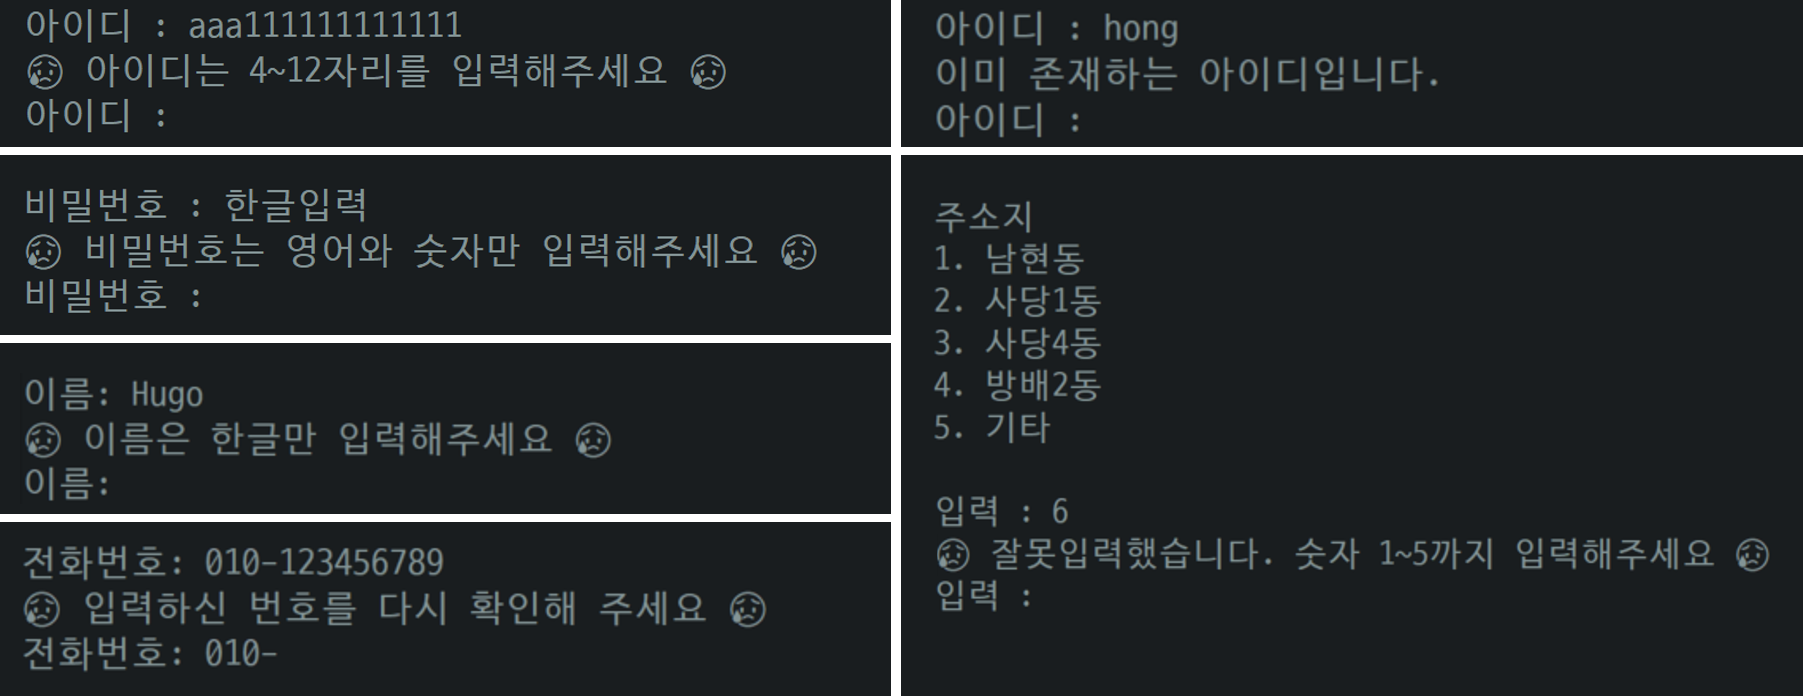 아이디 : aaa111111111111
😥 아이디는 4~12자리를 입력해주세요 😥
아이디 :
비밀번호 : 한글입력
😥 비밀번호는 영어와 숫자만 입력해주세요 😥
비밀번호 :
이름: Hugo
😥 이름은 한글만 입력해주세요 😥
이름:
전화번호: 010-123456789
😥 입력하신 번호를 다시 확인해 주세요 😥
전화번호: 010-
아이디 : hong
이미 존재하는 아이디입니다.
아이디 :
주소지
1. 남현동
2. 사당1동
3. 사당4동
4. 방배2동
5. 기타
입력 : 6
😥 잘못입력했습니다. 숫자 1~5까지 입력해주세요 😥
입력 :